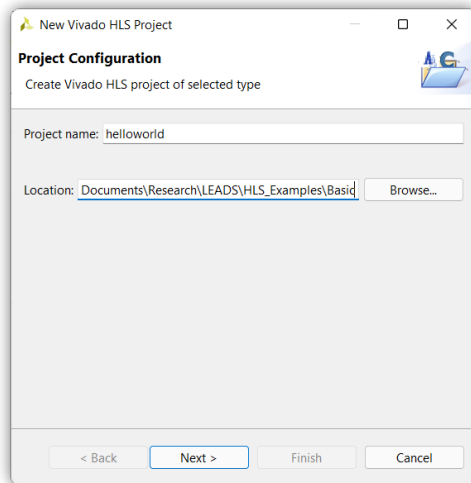 New Vivado HLS Project
Project Configuration
Create Vivado HLS project of selected type
Project name: helloworld
Location: Documents\Research\LEADS\HLS_Examples\Basic Browse...
< Back Next > Finish Cancel